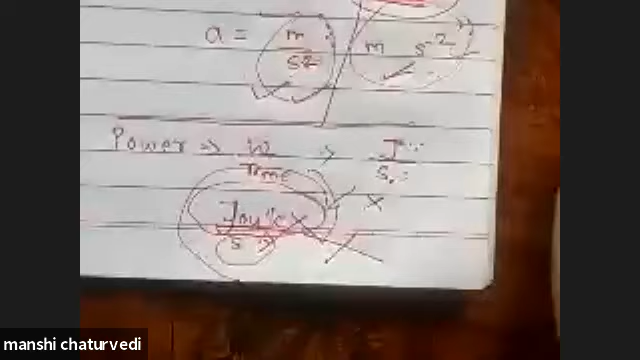 a = m/s2 | m s-2
Power → W/Time → J/s
Joule/s
manshi chaturvedi